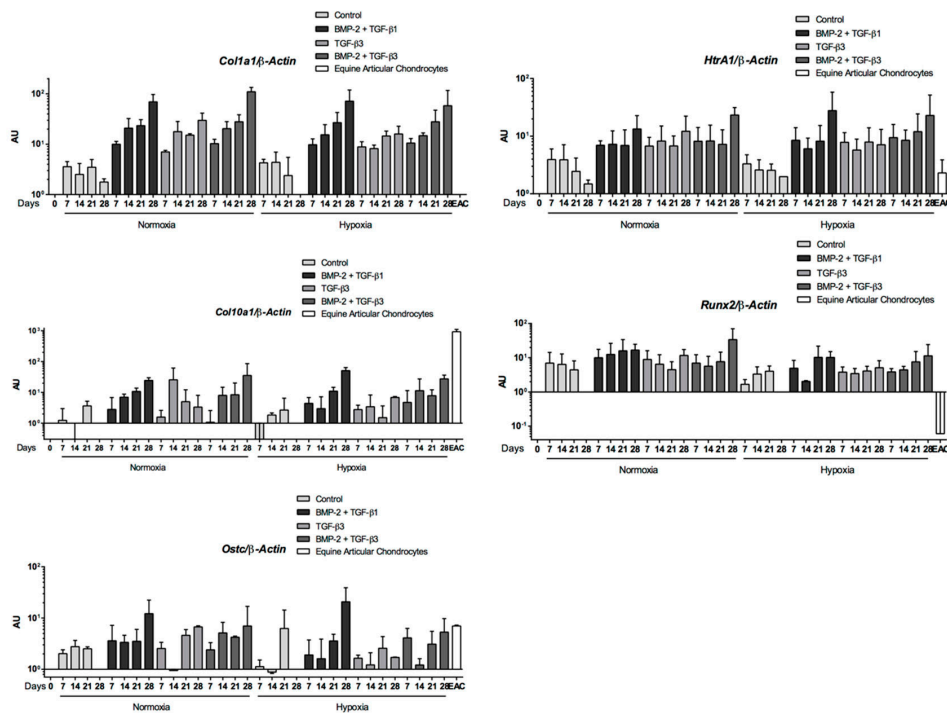 Control
BMP-2 + TGF-β1
TGF-β3
BMP-2 + TGF-β3
Equine Articular Chondrocytes
Col1a1/β-Actin
AU
10²
10¹
10⁰
Days 0 7 14 21 28 7 14 21 28 7 14 21 28 7 14 21 28 7 14 21 28 7 14 21 28 7 14 21 28 7 14 21 28 EAC
Normoxia Hypoxia
Control
BMP-2 + TGF-β1
TGF-β3
BMP-2 + TGF-β3
Equine Articular Chondrocytes
HtrA1/β-Actin
AU
10²
10¹
10⁰
Days 0 7 14 21 28 7 14 21 28 7 14 21 28 7 14 21 28 7 14 21 28 7 14 21 28 7 14 21 28 7 14 21 28 EAC
Normoxia Hypoxia
Control
BMP-2 + TGF-β1
TGF-β3
BMP-2 + TGF-β3
Equine Articular Chondrocytes
Col10a1/β-Actin
AU
10³
10²
10¹
10⁰
Days 0 7 14 21 28 7 14 21 28 7 14 21 28 7 14 21 28 7 14 21 28 7 14 21 28 7 14 21 28 7 14 21 28 EAC
Normoxia Hypoxia
Control
BMP-2 + TGF-β1
TGF-β3
BMP-2 + TGF-β3
Equine Articular Chondrocytes
Runx2/β-Actin
AU
10²
10¹
10⁰
10⁻¹
Days 0 7 14 21 28 7 14 21 28 7 14 21 28 7 14 21 28 7 14 21 28 7 14 21 28 7 14 21 28 7 14 21 28 EAC
Normoxia Hypoxia
Control
BMP-2 + TGF-β1
TGF-β3
BMP-2 + TGF-β3
Equine Articular Chondrocytes
Ostc/β-Actin
AU
10²
10¹
10⁰
Days 0 7 14 21 28 7 14 21 28 7 14 21 28 7 14 21 28 7 14 21 28 7 14 21 28 7 14 21 28 7 14 21 28 EAC
Normoxia Hypoxia